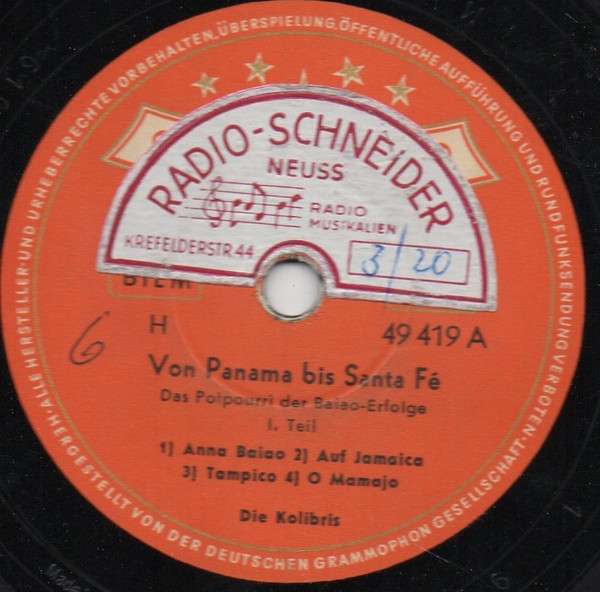 ALLE HERSTELLER-UND URHEBERRECHTE VORBEHALTEN, ÜBERSPIELUNG, ÖFFENTLICHE AUFFÜHRUNG UND RUNDFUNKSENDUNG VERBOTEN.
RADIO-SCHNEIDER
NEUSS
RADIO
MUSIKALIEN
KREFELDERSTR. 44
3/20
BIEM
6
H
49 419 A
Von Panama bis Santa Fé
Das Potpourri der Baiao-Erfolge
I. Teil
1) Anna Baiao 2) Auf Jamaica
3) Tampico 4) O Mamajo
Die Kolibris
HERGESTELLT VON DER DEUTSCHEN GRAMMOPHON GESELLSCHAFT